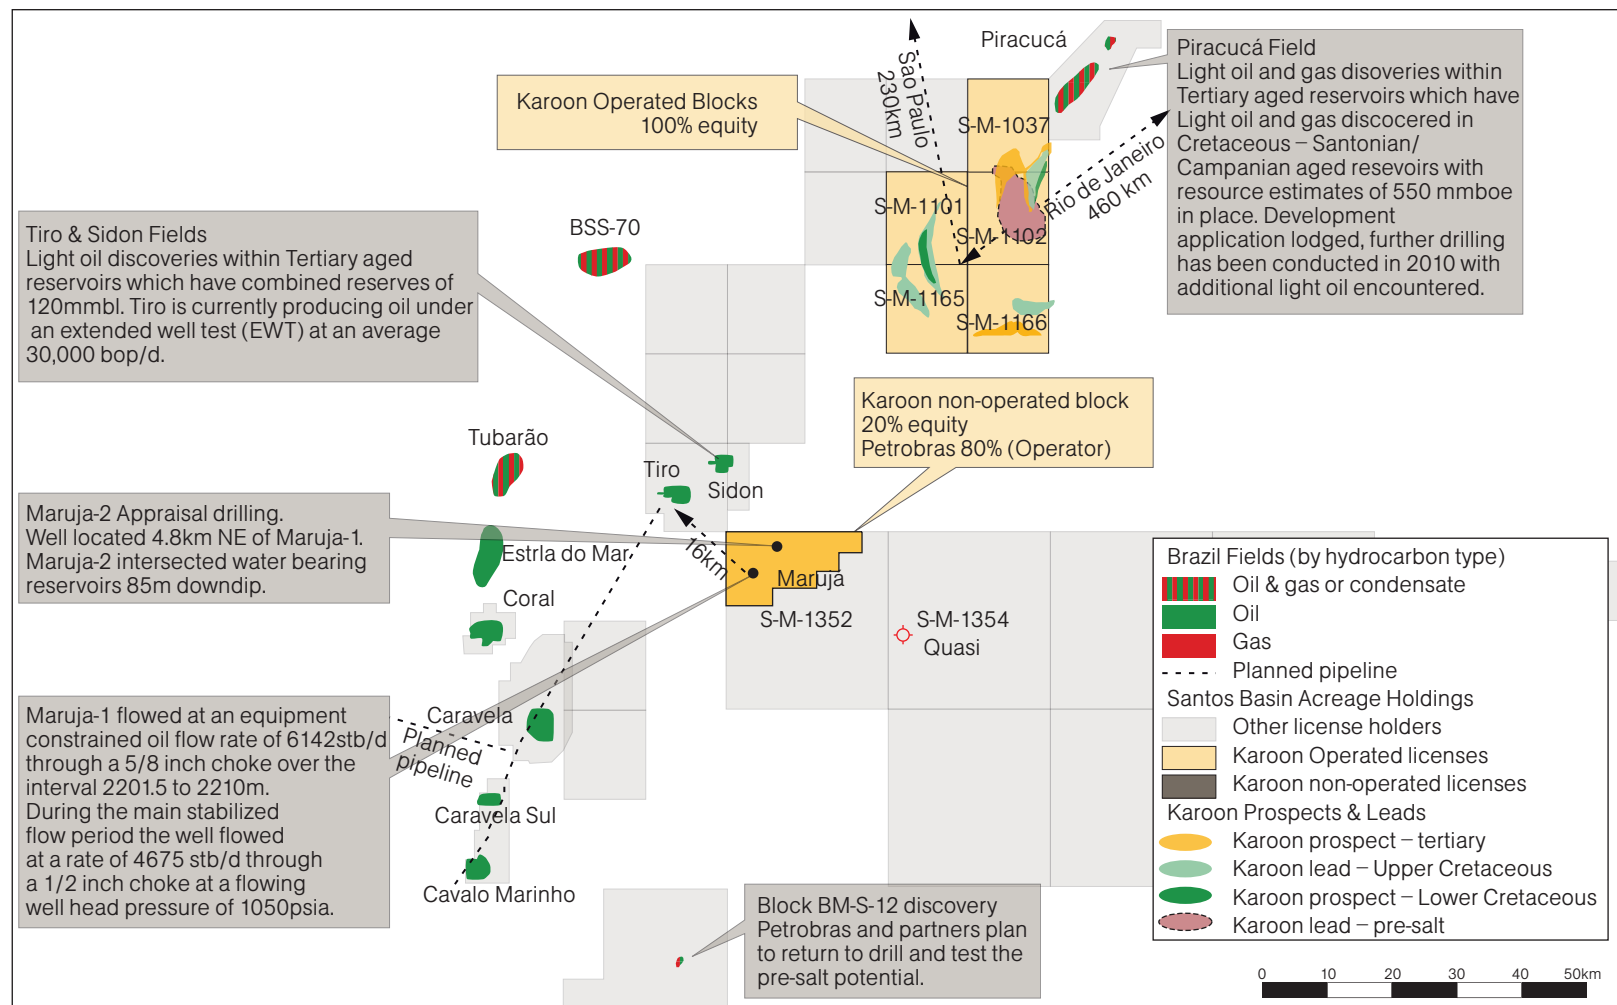 Piracucá
Sao Paulo
230km
Rio de Janeiro
460 km
Piracucá Field
Light oil and gas disoveries within
Tertiary aged reservoirs which have
Light oil and gas discocered in
Cretaceous – Santonian/
Campanian aged resevoirs with
resource estimates of 550 mmboe
in place. Development
application lodged, further drilling
has been conducted in 2010 with
additional light oil encountered.
Karoon Operated Blocks
100% equity
S-M-1037
S-M-1101
S-M-1102
S-M-1165
S-M-1166
BSS-70
Tiro & Sidon Fields
Light oil discoveries within Tertiary aged
reservoirs which have combined reserves of
120mmbl. Tiro is currently producing oil under
an extended well test (EWT) at an average
30,000 bop/d.
Karoon non-operated block
20% equity
Petrobras 80% (Operator)
Tubarão
Tiro
Sidon
Maruja-2 Appraisal drilling.
Well located 4.8km NE of Maruja-1.
Maruja-2 intersected water bearing
reservoirs 85m downdip.
Estrla do Mar
16km
Marujá
Coral
S-M-1352
S-M-1354
Quasi
Maruja-1 flowed at an equipment
constrained oil flow rate of 6142stb/d
through a 5/8 inch choke over the
interval 2201.5 to 2210m.
During the main stabilized
flow period the well flowed
at a rate of 4675 stb/d through
a 1/2 inch choke at a flowing
well head pressure of 1050psia.
Caravela
Planned
pipeline
Caravela Sul
Cavalo Marinho
Block BM-S-12 discovery
Petrobras and partners plan
to return to drill and test the
pre-salt potential.
Brazil Fields (by hydrocarbon type)
Oil & gas or condensate
Oil
Gas
Planned pipeline
Santos Basin Acreage Holdings
Other license holders
Karoon Operated licenses
Karoon non-operated licenses
Karoon Prospects & Leads
Karoon prospect – tertiary
Karoon lead – Upper Cretaceous
Karoon prospect – Lower Cretaceous
Karoon lead – pre-salt
0 10 20 30 40 50km